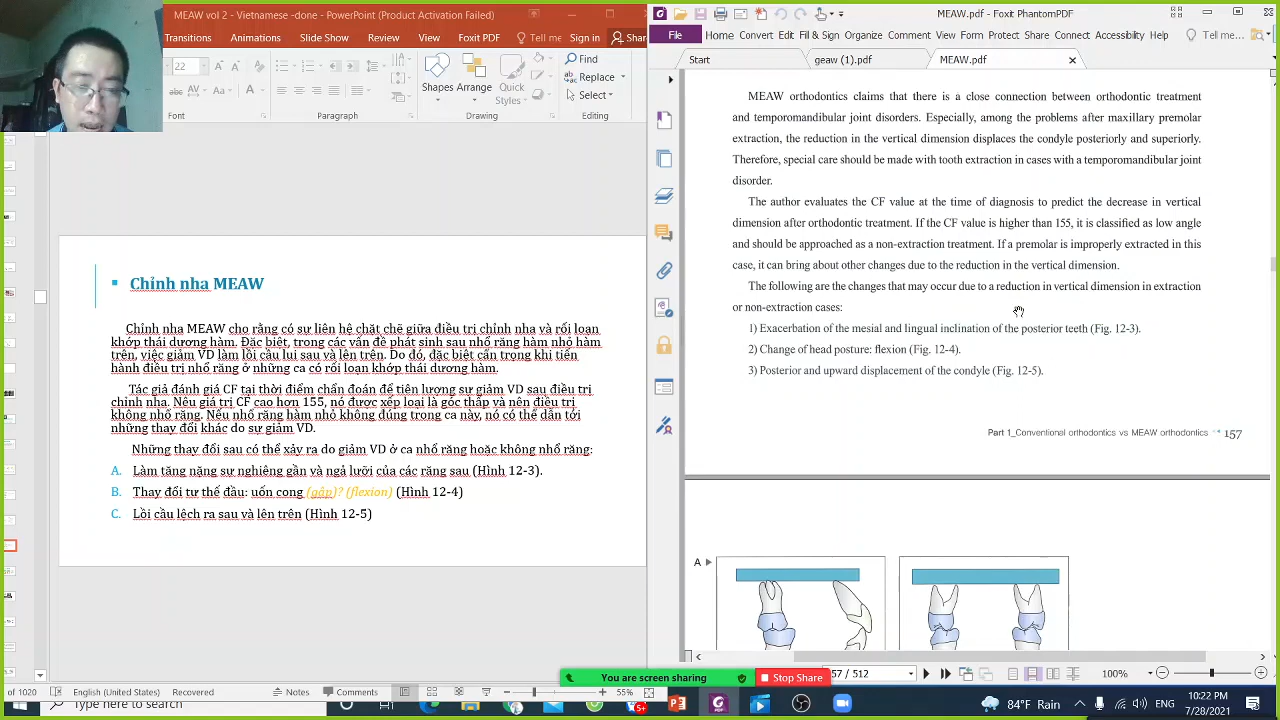 MEAW vol 2 - Vietnamese -done - PowerPoint (Product Activation Failed)
Transitions Animations Slide Show Review View Foxit PDF Tell me... Sign in Share
22
abc
Font
Paragraph
Shapes Arrange Quick Styles
Drawing
Find
Replace
Select
Editing
Chỉnh nha MEAW
Chỉnh nha MEAW cho rằng có sự liên hệ chặt chẽ giữa điều trị chỉnh nha và rối loạn
khớp thái dương hàm. Đặc biệt, trong các vấn đề phát sinh sau nhổ răng hàm nhỏ hàm
trên, việc giảm VD làm lồi cầu lui sau và lên trên. Do đó, đặc biệt cẩn trọng khi tiến
hành điều trị nhổ răng ở những ca có rối loạn khớp thái dương hàm.
Tác giả đánh giá CF tại thời điểm chẩn đoán để tiên lượng sự giảm VD sau điều trị
chỉnh nha. Nếu giá trị CF cao hơn 155, nó được xếp loại là góc thấp và nên điều trị
không nhổ răng. Nếu nhổ răng hàm nhỏ không đúng trong ca này, nó có thể dẫn tới
những thay đổi khác do sự giảm VD.
Những thay đổi sau có thể xảy ra do giảm VD ở ca nhổ răng hoặc không nhổ răng:
A. Làm tăng nặng sự nghiêng gần và ngả lưỡi của các răng sau (Hình 12-3).
B. Thay đổi tư thế đầu: uốn cong (gập)? (flexion) (Hình 12-4)
C. Lồi cầu lệch ra sau và lên trên (Hình 12-5)
of 1020 English (United States) Recovered Notes Comments 55%
MEAW.pdf - Foxit PhantomPDF
File Home Convert Edit Organize Comment View Form Protect Share Connect Accessibility Help Tell me...
Start geaw (1).pdf MEAW.pdf
MEAW orthodontics claims that there is a close connection between orthodontic treatment
and temporomandibular joint disorders. Especially, among the problems after maxillary premolar
extraction, the reduction in the vertical dimension displaces the condyle posteriorly and superiorly.
Therefore, special care should be made with tooth extraction in cases with a temporomandibular joint
disorder.
The author evaluates the CF value at the time of diagnosis to predict the decrease in vertical
dimension after orthodontic treatment. If the CF value is higher than 155, it is classified as low angle
and should be approached as a non-extraction treatment. If a premolar is improperly extracted in this
case, it can bring about other changes due to the reduction in the vertical dimension.
The following are the changes that may occur due to a reduction in vertical dimension in extraction
or non-extraction cases:
1) Exacerbation of the mesial and lingual inclination of the posterior teeth (Fig. 12-3).
2) Change of head posture: flexion (Fig. 12-4).
3) Posterior and upward displacement of the condyle (Fig. 12-5).
Part 1_Conventional orthodontics vs MEAW orthodontics 157
A
57 / 512
You are screen sharing Stop Share
Type here to search
84°F Rain ENG
10:22 PM
7/28/2021